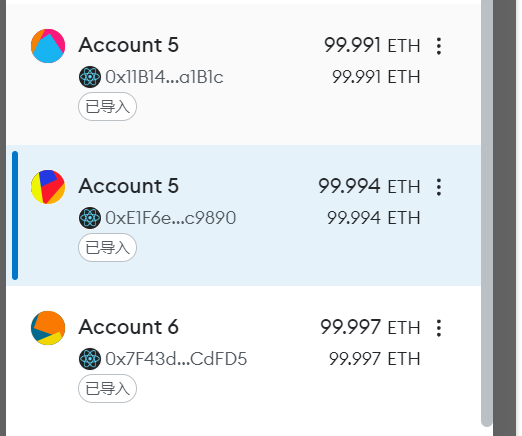 Account 5 99.991 ETH
0x11B14...a1B1c 99.991 ETH
已导入
Account 5 99.994 ETH
0xE1F6e...c9890 99.994 ETH
已导入
Account 6 99.997 ETH
0x7F43d...CdFD5 99.997 ETH
已导入